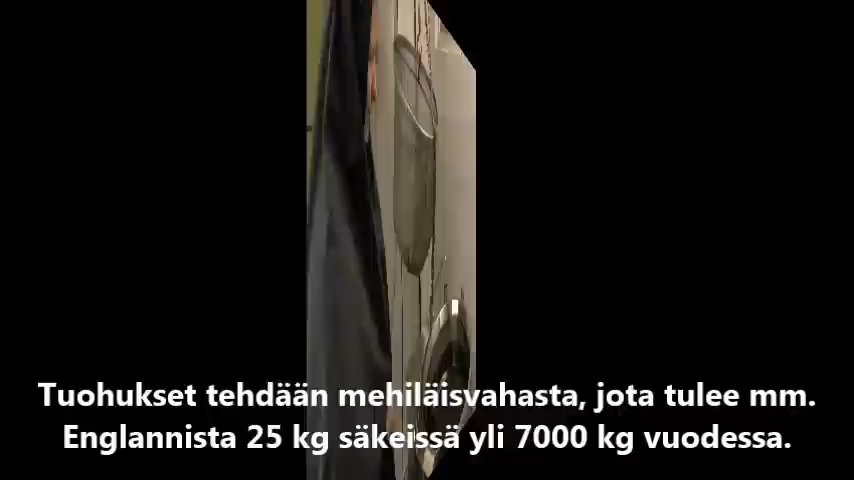 Tuohukset tehdään mehiläisvahasta, jota tulee mm.
Englannista 25 kg säkeissä yli 7000 kg vuodessa.